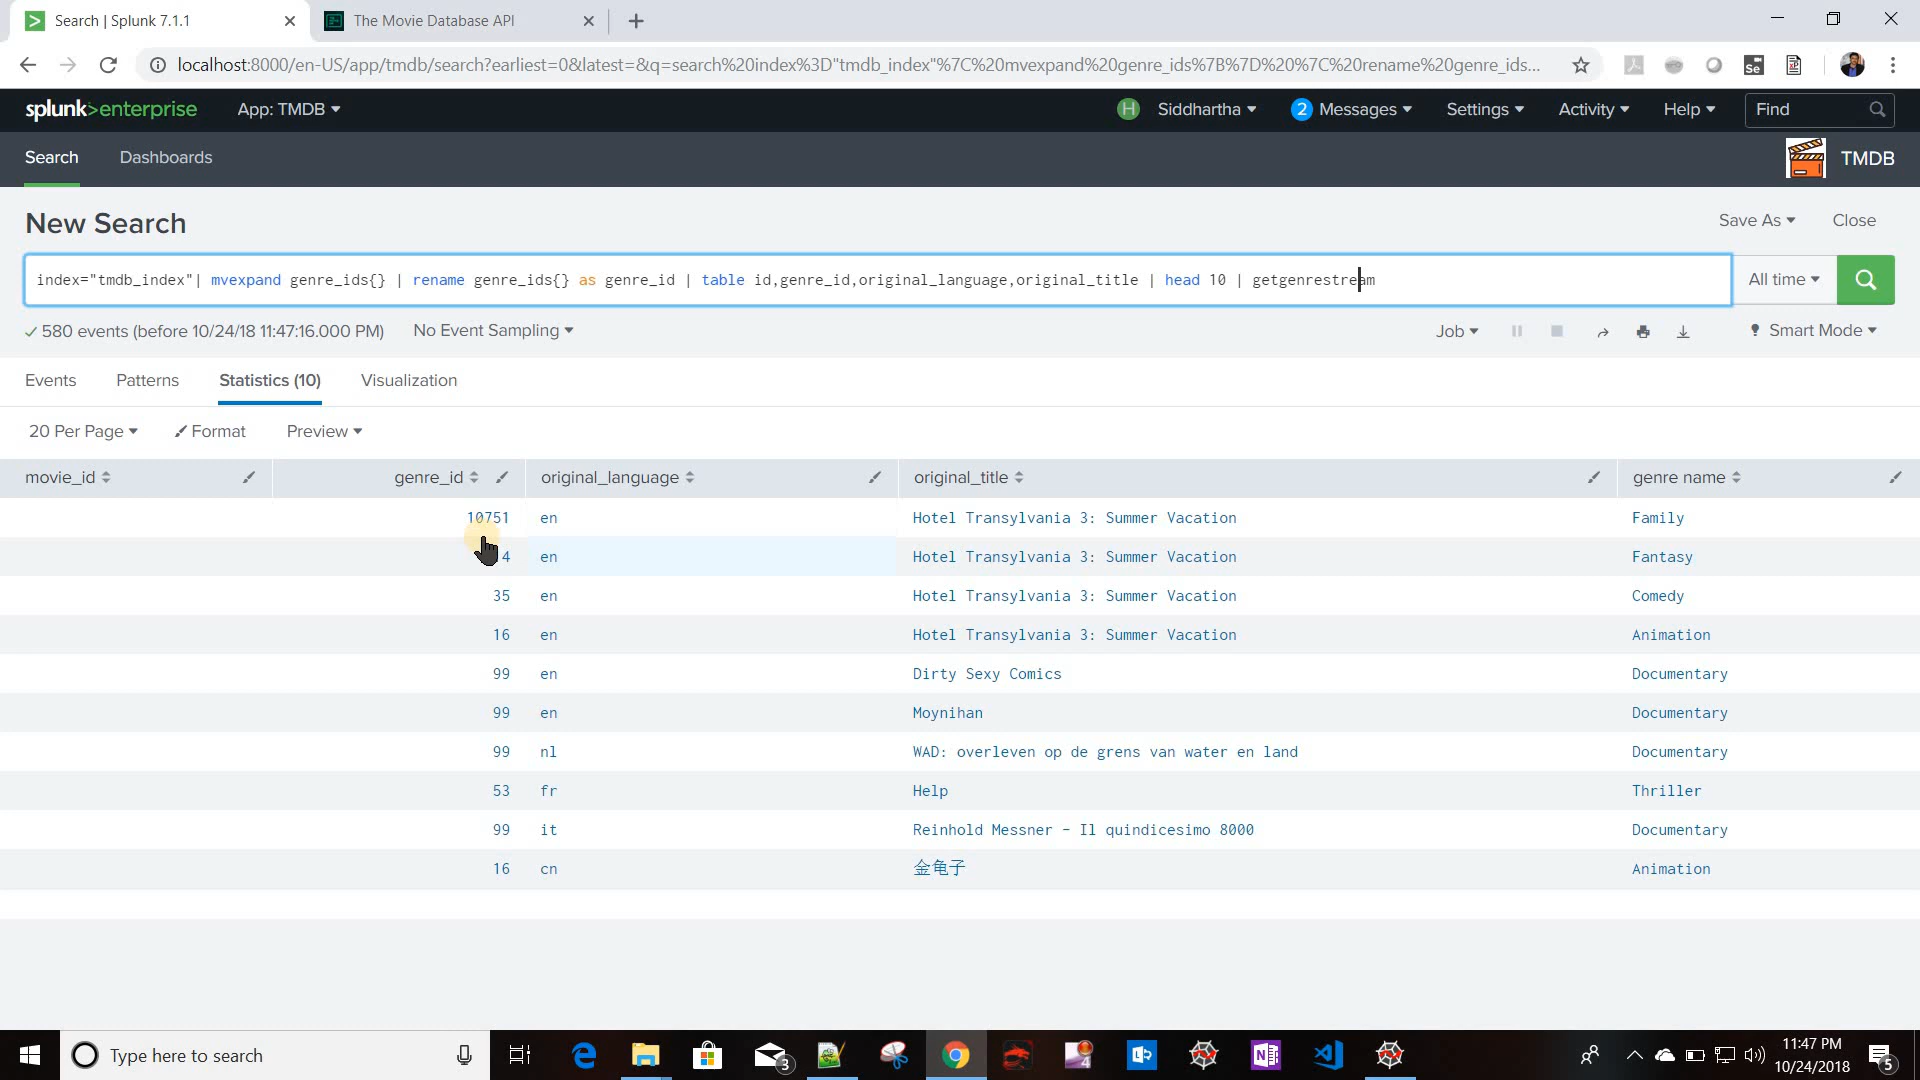 Search | Splunk 7.1.1
The Movie Database API
localhost:8000/en-US/app/tmdb/search?earliest=0&latest=&q=search%20index%3D"tmdb_index"%7C%20mvexpand%20genre_ids%7B%7D%20%7C%20rename%20genre_ids...
splunk>enterprise App: TMDB H Siddhartha 2 Messages Settings Activity Help Find
Search Dashboards TMDB
New Search Save As Close
index="tmdb_index"| mvexpand genre_ids{} | rename genre_ids{} as genre_id | table id,genre_id,original_language,original_title | head 10 | getgenrestream All time
580 events (before 10/24/18 11:47:16.000 PM) No Event Sampling Job Smart Mode
Events Patterns Statistics (10) Visualization
20 Per Page Format Preview
movie_id genre_id original_language original_title genre name
10751 en Hotel Transylvania 3: Summer Vacation Family
14 en Hotel Transylvania 3: Summer Vacation Fantasy
35 en Hotel Transylvania 3: Summer Vacation Comedy
16 en Hotel Transylvania 3: Summer Vacation Animation
99 en Dirty Sexy Comics Documentary
99 en Moynihan Documentary
99 nl WAD: overleven op de grens van water en land Documentary
53 fr Help Thriller
99 it Reinhold Messner - Il quindicesimo 8000 Documentary
16 cn 金龟子 Animation
Type here to search 3 11:47 PM
10/24/2018 5